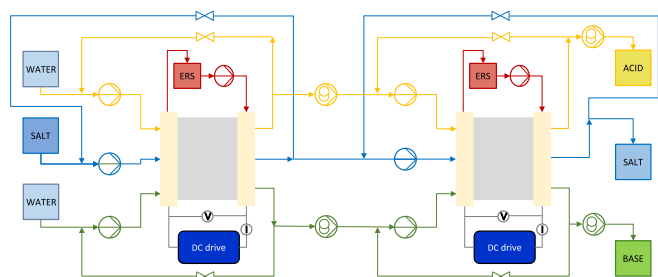 WATER
ERS
ERS
ACID
SALT
SALT
WATER
V
I
V
I
DC drive
DC drive
BASE